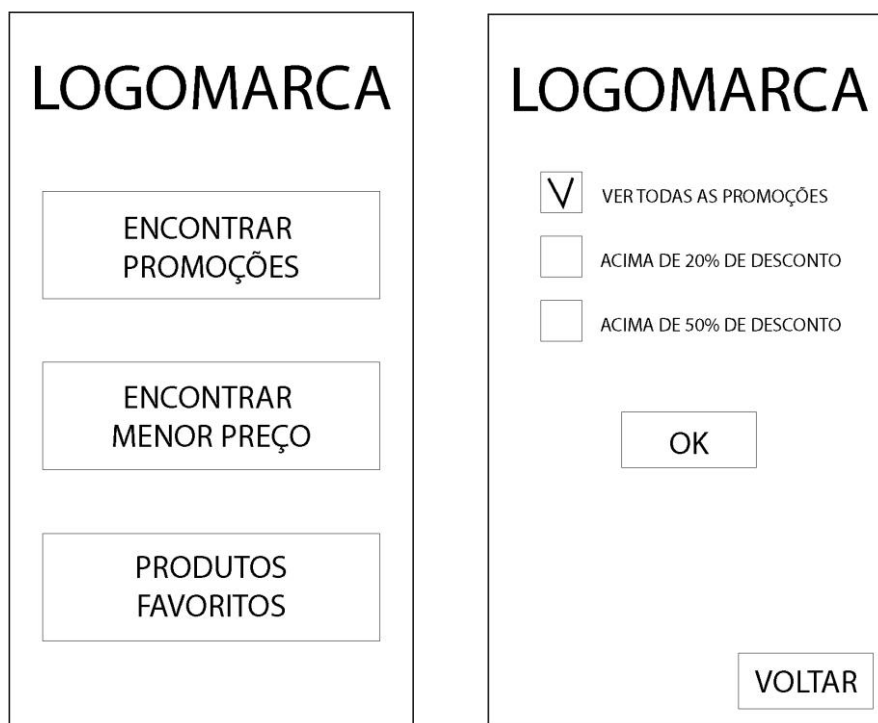 LOGOMARCA
ENCONTRAR
PROMOÇÕES
ENCONTRAR
MENOR PREÇO
PRODUTOS
FAVORITOS
LOGOMARCA
V VER TODAS AS PROMOÇÕES
ACIMA DE 20% DE DESCONTO
ACIMA DE 50% DE DESCONTO
OK
VOLTAR